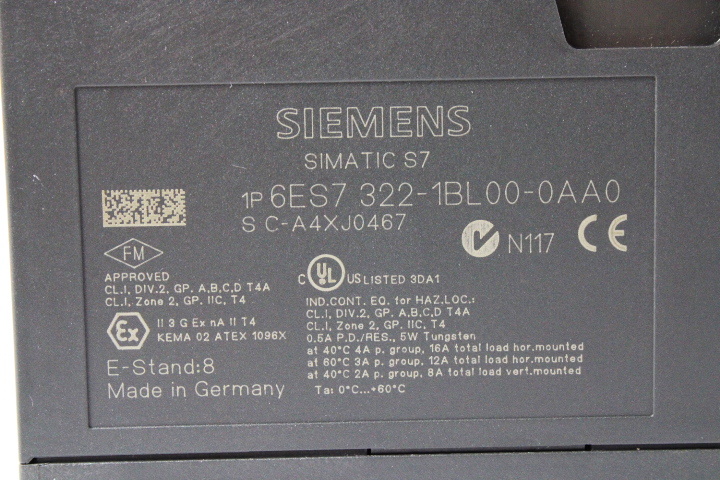 SIEMENS
SIMATIC S7
1P 6ES7 322-1BL00-0AA0
S C-A4XJ0467
N117 CE
FM
APPROVED
CL.I, DIV.2, GP. A,B,C,D T4A
CL.I, Zone 2, GP. IIC, T4
Ex II 3 G Ex nA II T4
KEMA 02 ATEX 1096X
E-Stand:8
Made in Germany
C UL US LISTED 3DA1
IND.CONT. EQ. for HAZ.LOC.:
CL.I, DIV.2, GP. A,B,C,D T4A
CL.I, Zone 2, GP. IIC, T4
0.5A P.D./RES., 5W Tungsten
at 40°C 4A p. group, 16A total load hor.mounted
at 60°C 3A p. group, 12A total load hor.mounted
at 40°C 2A p. group, 8A total load vert.mounted
Ta: 0°C...+60°C